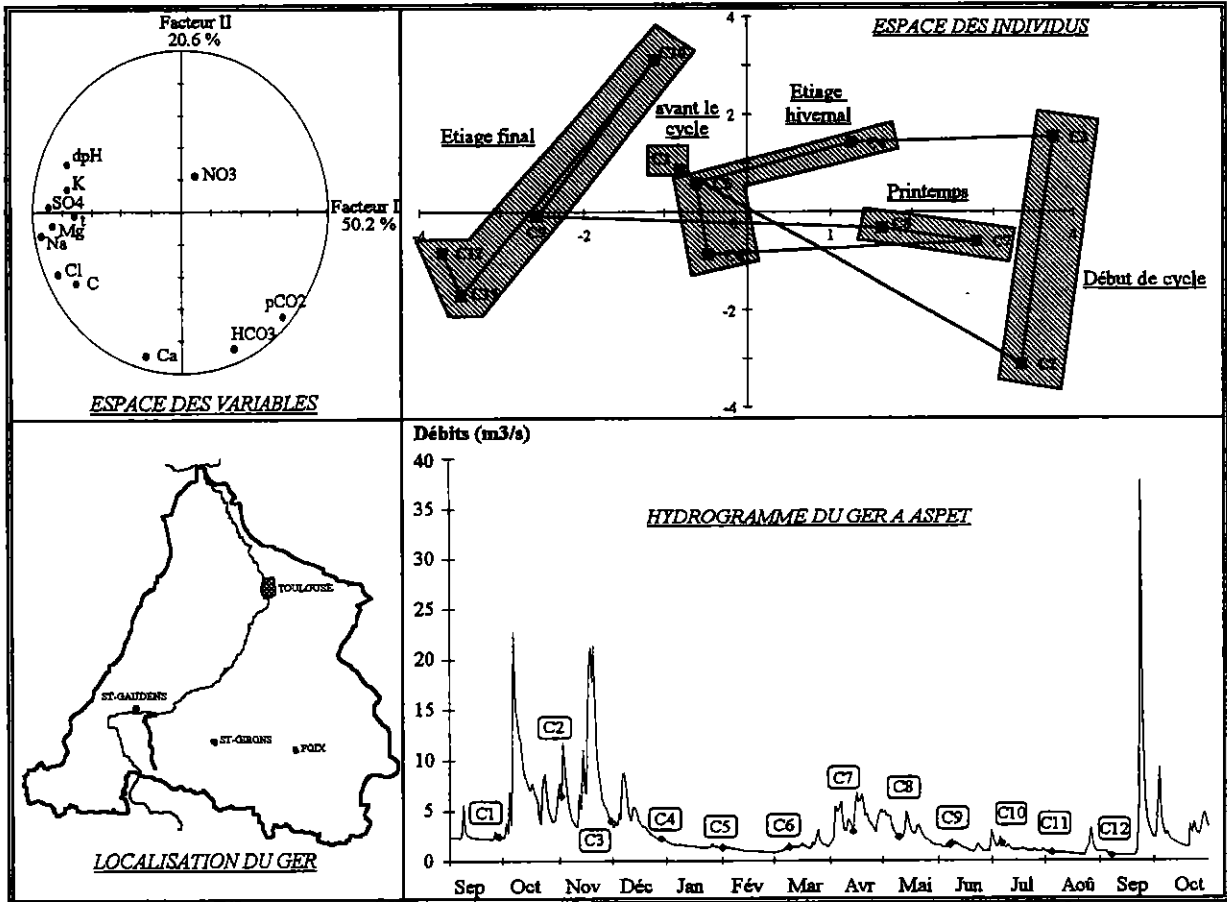 Facteur II
20.6 %
dpH
K
NO3
SO4
t
Mg
Na
Facteur I
50.2 %
Cl
C
pCO2
HCO3
Ca
ESPACE DES VARIABLES
ESPACE DES INDIVIDUS
4
2
-2
-4
-2
1
Etiage final
avant le
cycle
Etiage
hivernal
Printemps
Début de cycle
C12
C9
C7
C2
TOULOUSE
ST-GAUDENS
ST-GIRONS
FOIX
LOCALISATION DU GER
Débits (m3/s)
HYDROGRAMME DU GER A ASPET
40
35
30
25
20
15
10
5
0
C1
C2
C3
C4
C5
C6
C7
C8
C9
C10
C11
C12
Sep Oct Nov Déc Jan Fév Mar Avr Mai Jun Jul Aoû Sep Oct